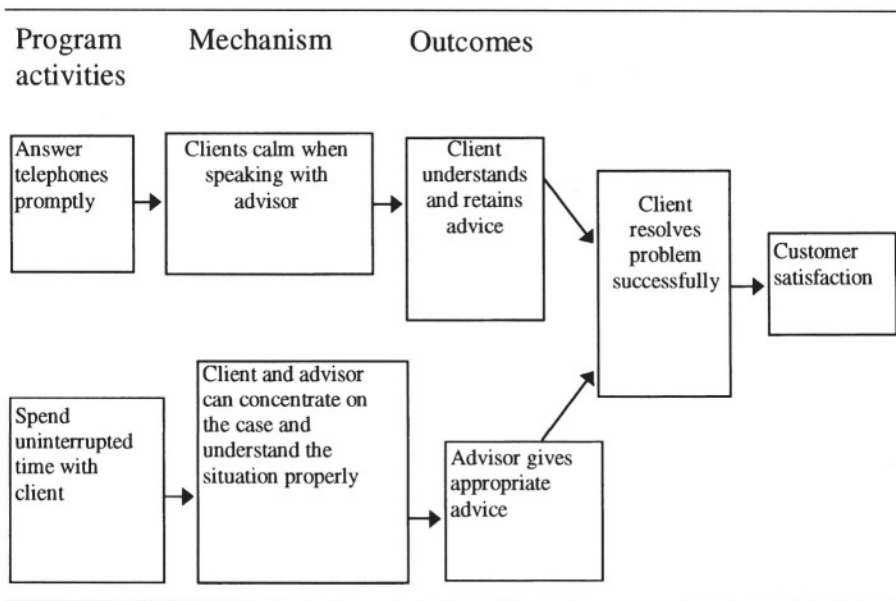 Program
activities
Mechanism
Outcomes
Answer
telephones
promptly
Clients calm when
speaking with
advisor
Client
understands
and retains
advice
Client
resolves
problem
successfully
Customer
satisfaction
Spend
uninterrupted
time with
client
Client and advisor
can concentrate on
the case and
understand the
situation properly
Advisor gives
appropriate
advice